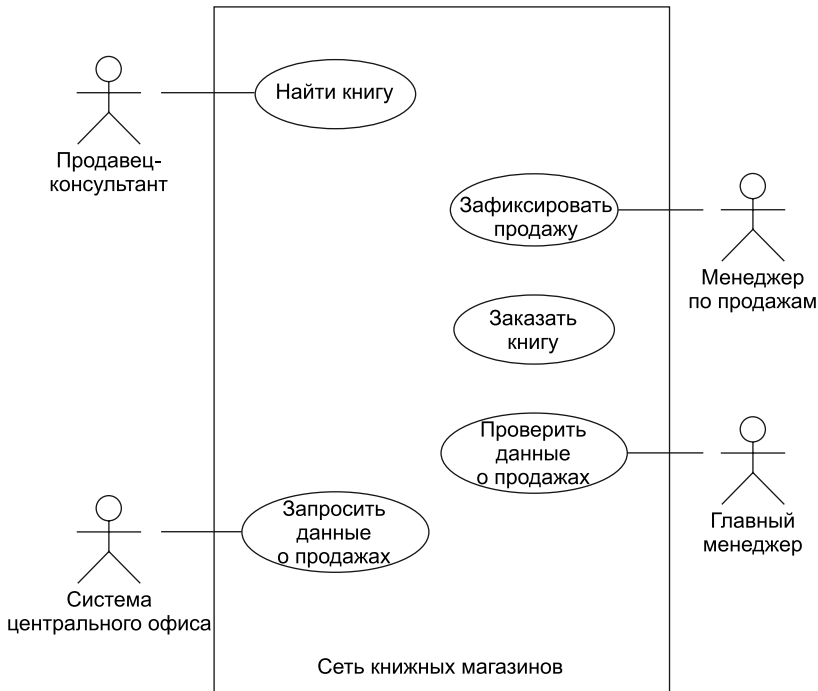 Найти книгу
Продавец-
консультант
Зафиксировать
продажу
Менеджер
по продажам
Заказать
книгу
Проверить
данные
о продажах
Главный
менеджер
Запросить
данные
о продажах
Система
центрального офиса
Сеть книжных магазинов